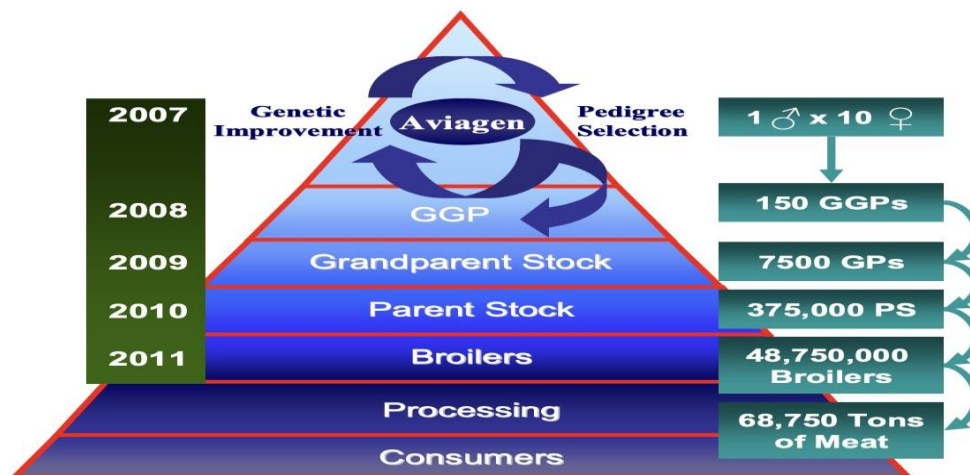 2007
Genetic
Improvement
Aviagen
Pedigree
Selection
1 ♂ x 10 ♀
2008
GGP
150 GGPs
2009
Grandparent Stock
7500 GPs
2010
Parent Stock
375,000 PS
2011
Broilers
48,750,000
Broilers
Processing
68,750 Tons
of Meat
Consumers